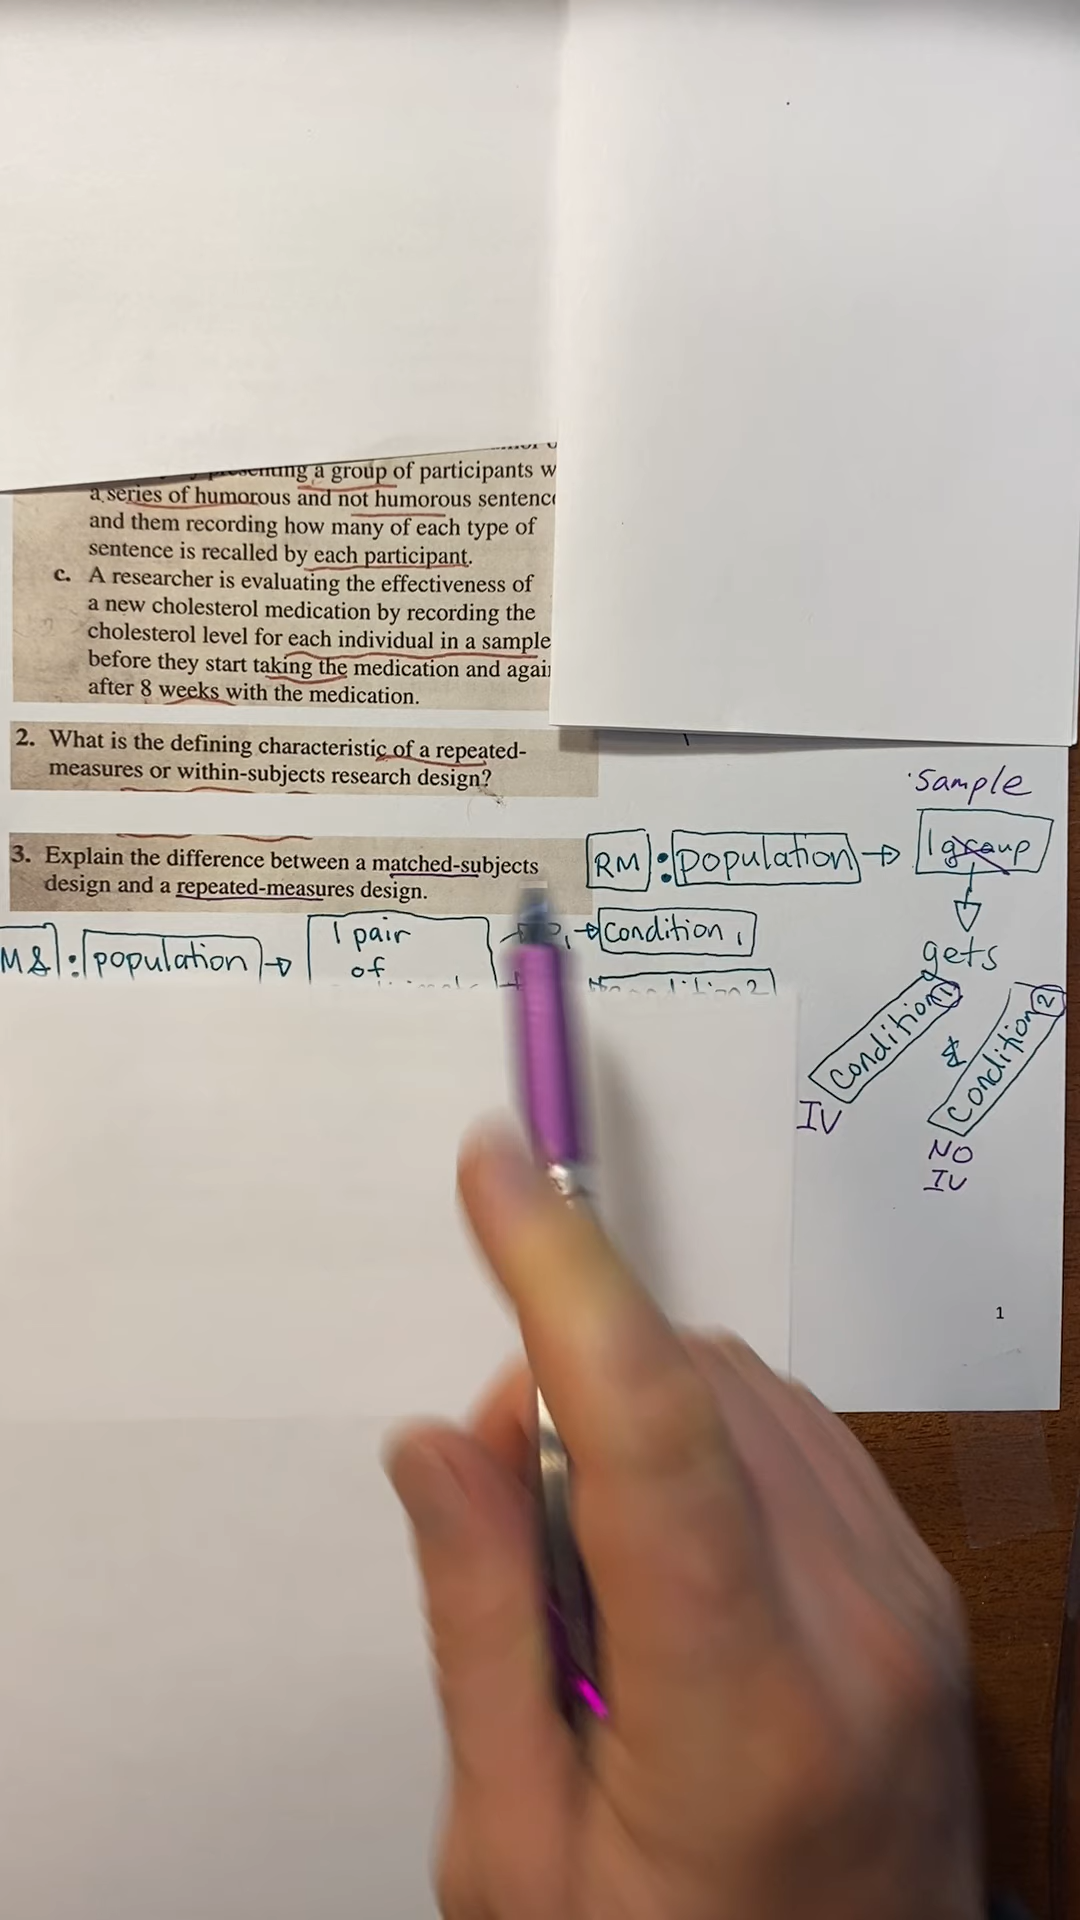 a group of participants
a series of humorous and not humorous
and them recording how many of each type of
sentence is recalled by each participant.
c. A researcher is evaluating the effectiveness of
a new cholesterol medication by recording the
cholesterol level for each individual in a sample
before they start taking the medication and
after 8 weeks with the medication.
2. What is the defining characteristic of a repeated-
measures or within-subjects research design?
3. Explain the difference between a matched-subjects
design and a repeated-measures design.
Sample
RM : population → 1 group
gets
Condition 1
&
Condition 2
IV
NO
IV
MS : population →
1 pair
of
→ Condition 1
1